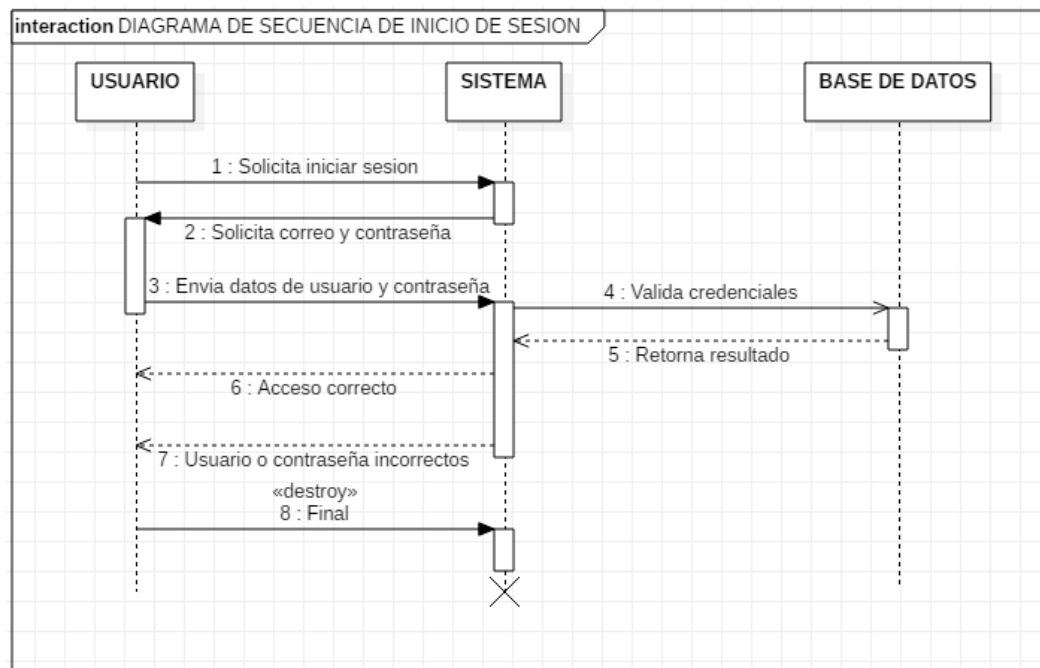 interaction DIAGRAMA DE SECUENCIA DE INICIO DE SESION
USUARIO
SISTEMA
BASE DE DATOS
1 : Solicita iniciar sesion
2 : Solicita correo y contraseña
3 : Envia datos de usuario y contraseña
4 : Valida credenciales
5 : Retorna resultado
6 : Acceso correcto
7 : Usuario o contraseña incorrectos
«destroy»
8 : Final